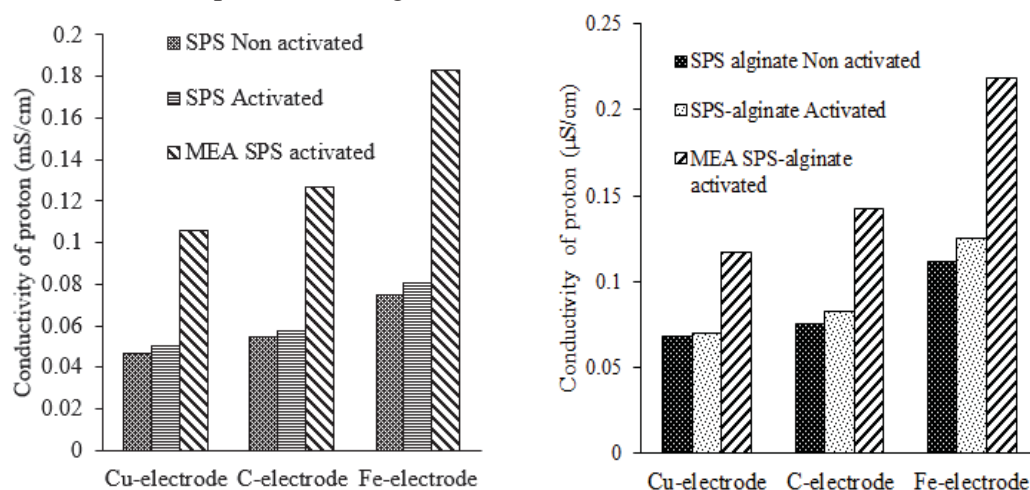 Conductivity of proton (mS/cm)
0.2
0.18
0.16
0.14
0.12
0.1
0.08
0.06
0.04
0.02
0
SPS Non activated
SPS Activated
MEA SPS activated
Cu-electrode C-electrode Fe-electrode
Conductivity of proton (µS/cm)
0.25
0.2
0.15
0.1
0.05
0
SPS alginate Non activated
SPS-alginate Activated
MEA SPS-alginate
activated
Cu-electrode C-electrode Fe-electrode